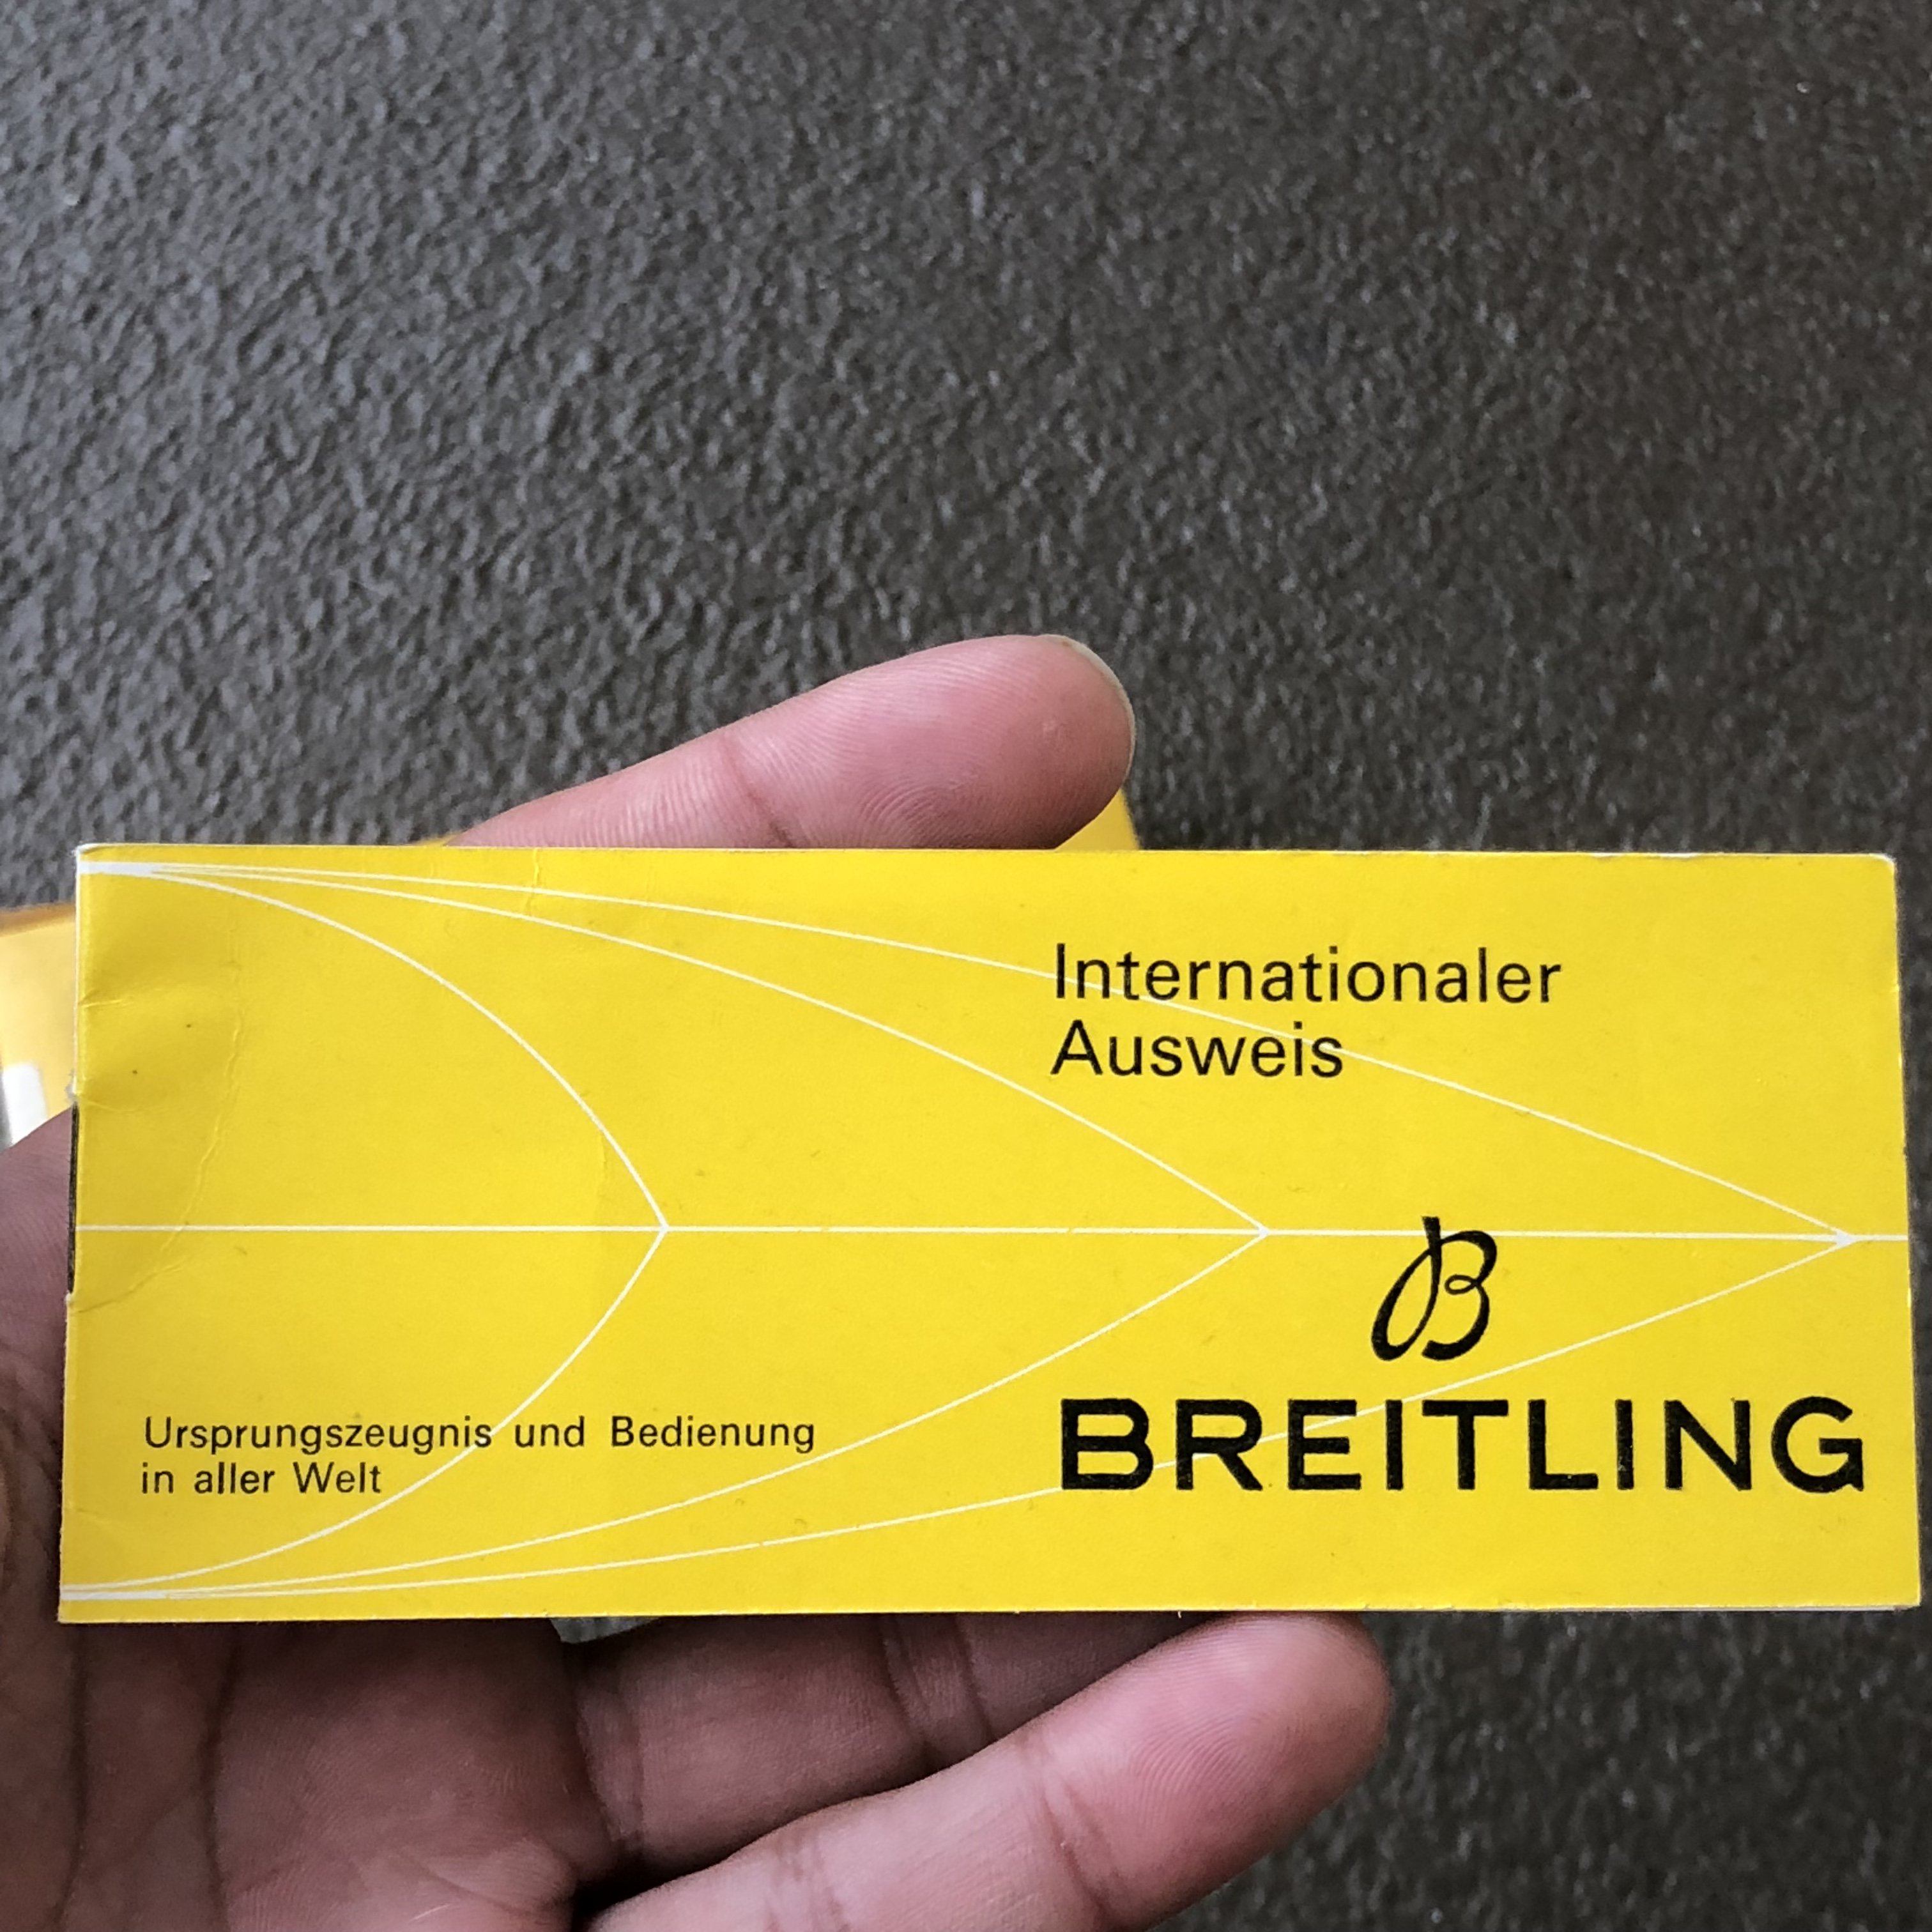 Internationaler
Ausweis
B
BREITLING
Ursprungszeugnis und Bedienung
in aller Welt